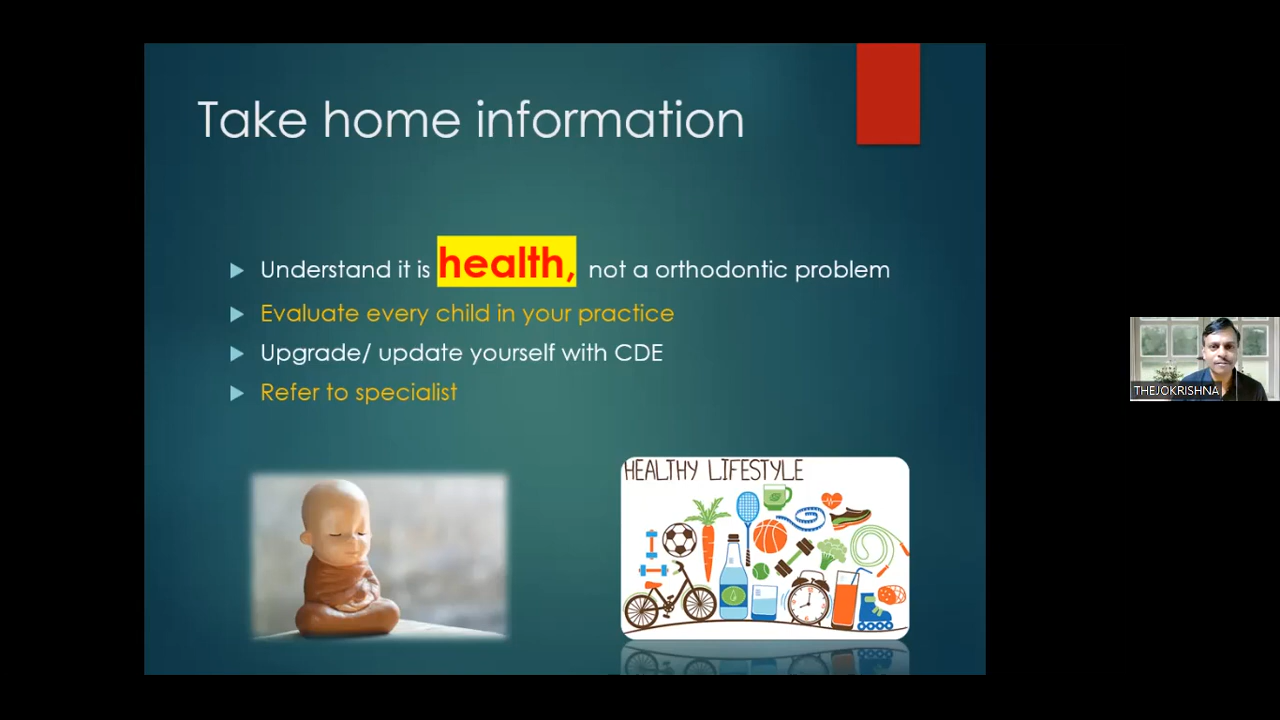 Take home information
Understand it is health, not a orthodontic problem
Evaluate every child in your practice
Upgrade/ update yourself with CDE
Refer to specialist
HEALTHY LIFESTYLE
THEJOKRISHNA